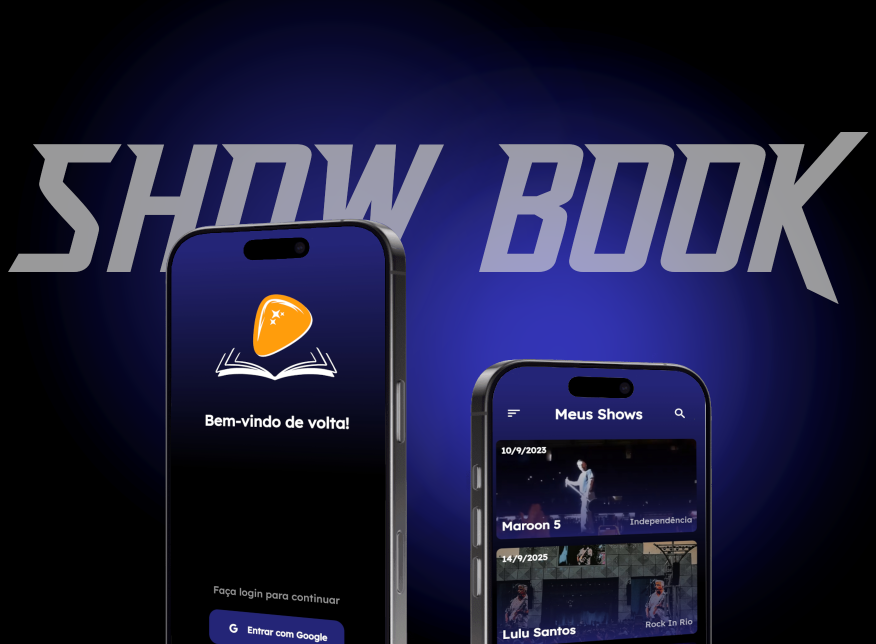 SHOW BOOK
Bem-vindo de volta!
Faça login para continuar
G Entrar com Google
Meus Shows
10/9/2023
Maroon 5
Independência
14/9/2025
Lulu Santos
Rock In Rio